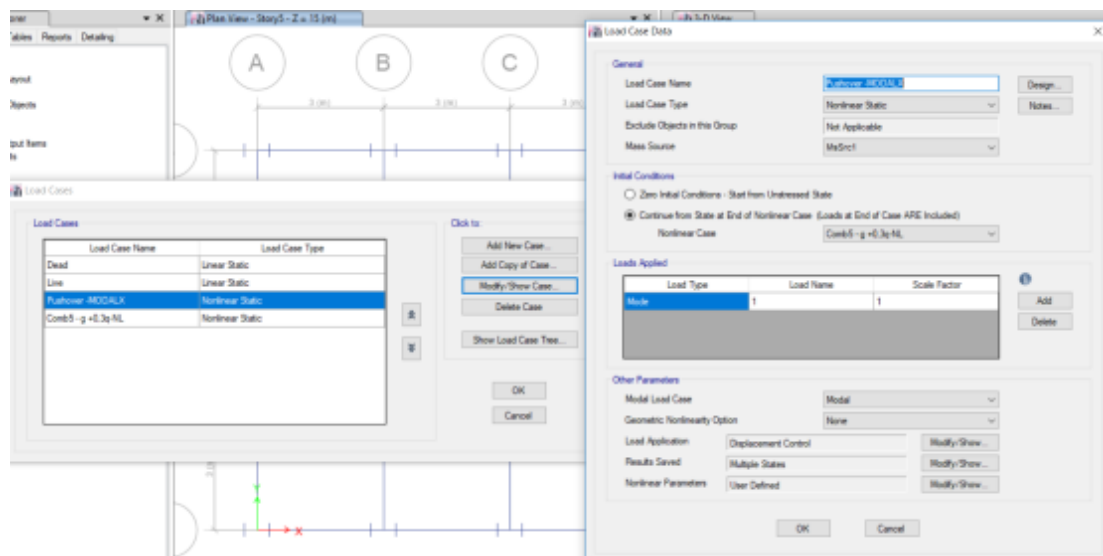 Plan View - Story5 - Z = 15 (m)
3-D View
Tables Reports Detailing
Layout
Objects
A B C
3 (m) 3 (m) 3 (m)
Load Cases
Load Cases
Load Case Name Load Case Type
Dead Linear Static
Live Linear Static
Pushover -MODALX Nonlinear Static
Comb5 - g +0.3q-NL Nonlinear Static
Click to:
Add New Case...
Add Copy of Case...
Modify/Show Case...
Delete Case
Show Load Case Tree...
OK
Cancel
Y
X
Load Case Data
General
Load Case Name Pushover -MODALX Design...
Load Case Type Nonlinear Static Notes...
Exclude Objects in this Group Not Applicable
Mass Source MsSrc1
Initial Conditions
Zero Initial Conditions - Start from Unstressed State
Continue from State at End of Nonlinear Case (Loads at End of Case ARE Included)
Nonlinear Case Comb5 - g +0.3q-NL
Loads Applied
Load Type Load Name Scale Factor
Mode 1 1
Add
Delete
Other Parameters
Modal Load Case Modal
Geometric Nonlinearity Option None
Load Application Displacement Control Modify/Show...
Results Saved Multiple States Modify/Show...
Nonlinear Parameters User Defined Modify/Show...
OK Cancel